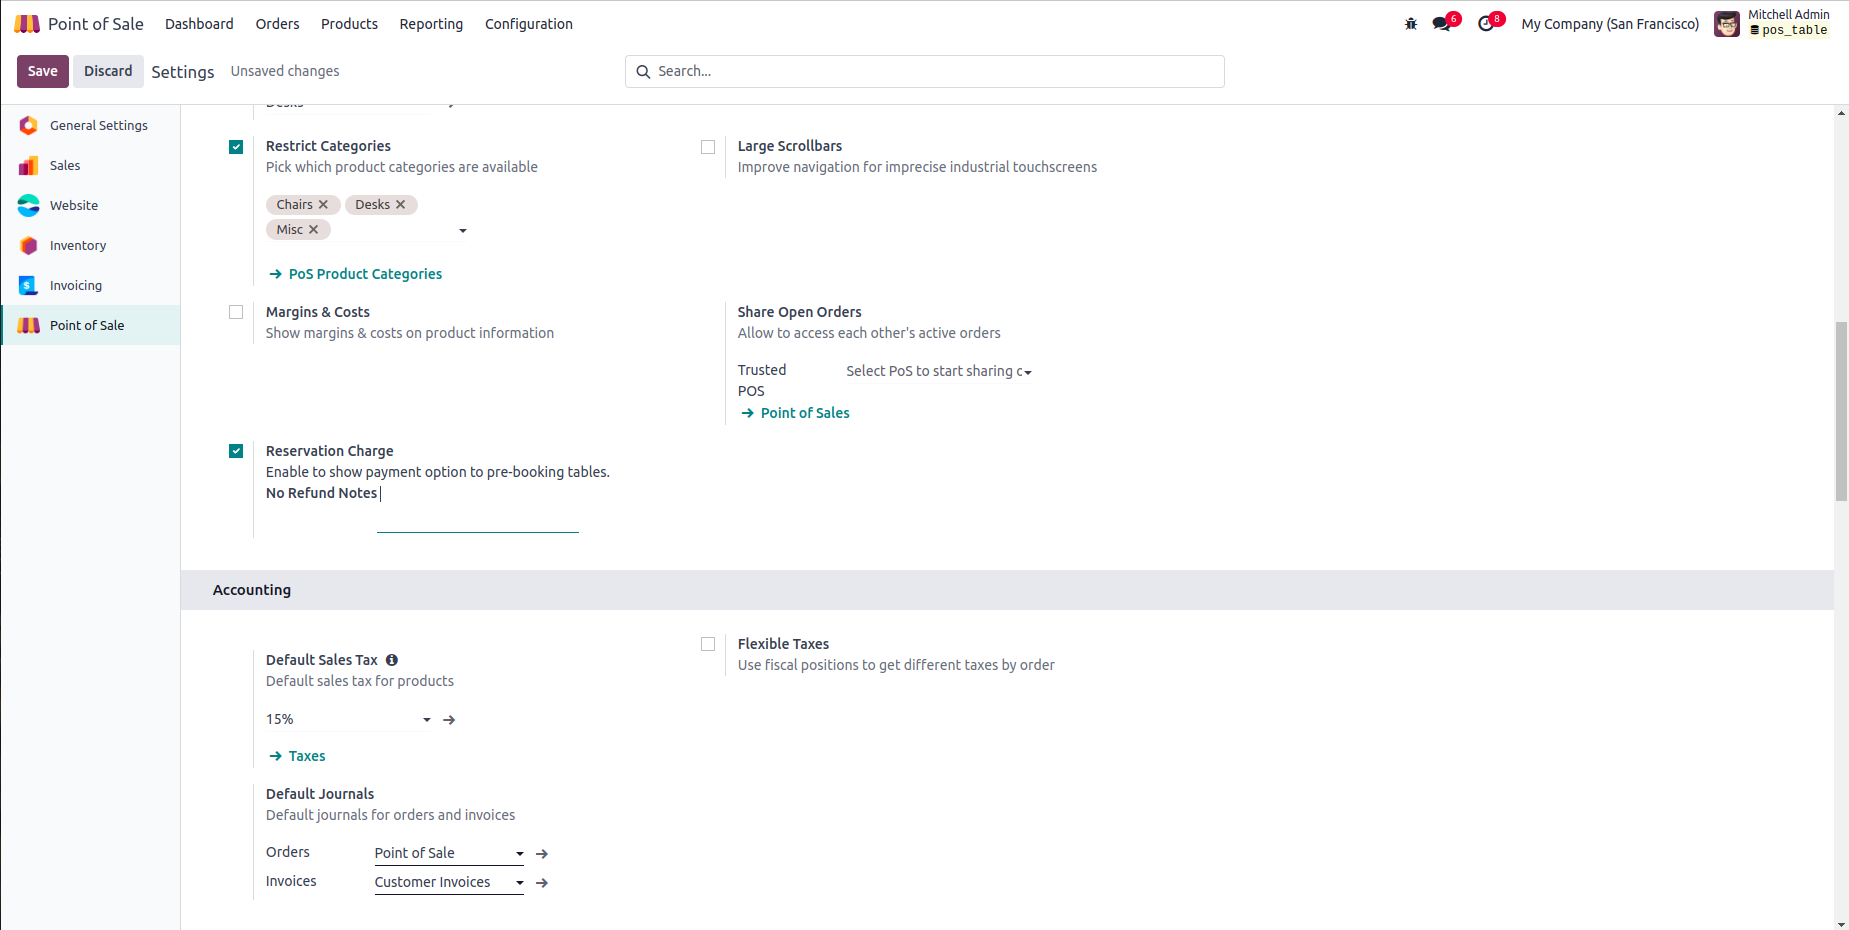 Point of Sale Dashboard Orders Products Reporting Configuration 6 8 My Company (San Francisco) Mitchell Admin
pos_table
Save Discard Settings Unsaved changes Search...
Desks
General Settings
Sales
Website
Inventory
Invoicing
Point of Sale
Restrict Categories
Pick which product categories are available
Chairs Desks
Misc
PoS Product Categories
Large Scrollbars
Improve navigation for imprecise industrial touchscreens
Margins & Costs
Show margins & costs on product information
Share Open Orders
Allow to access each other's active orders
Trusted
POS
Select PoS to start sharing c
Point of Sales
Reservation Charge
Enable to show payment option to pre-booking tables.
No Refund Notes
Accounting
Default Sales Tax
Default sales tax for products
15%
Taxes
Flexible Taxes
Use fiscal positions to get different taxes by order
Default Journals
Default journals for orders and invoices
Orders Point of Sale
Invoices Customer Invoices